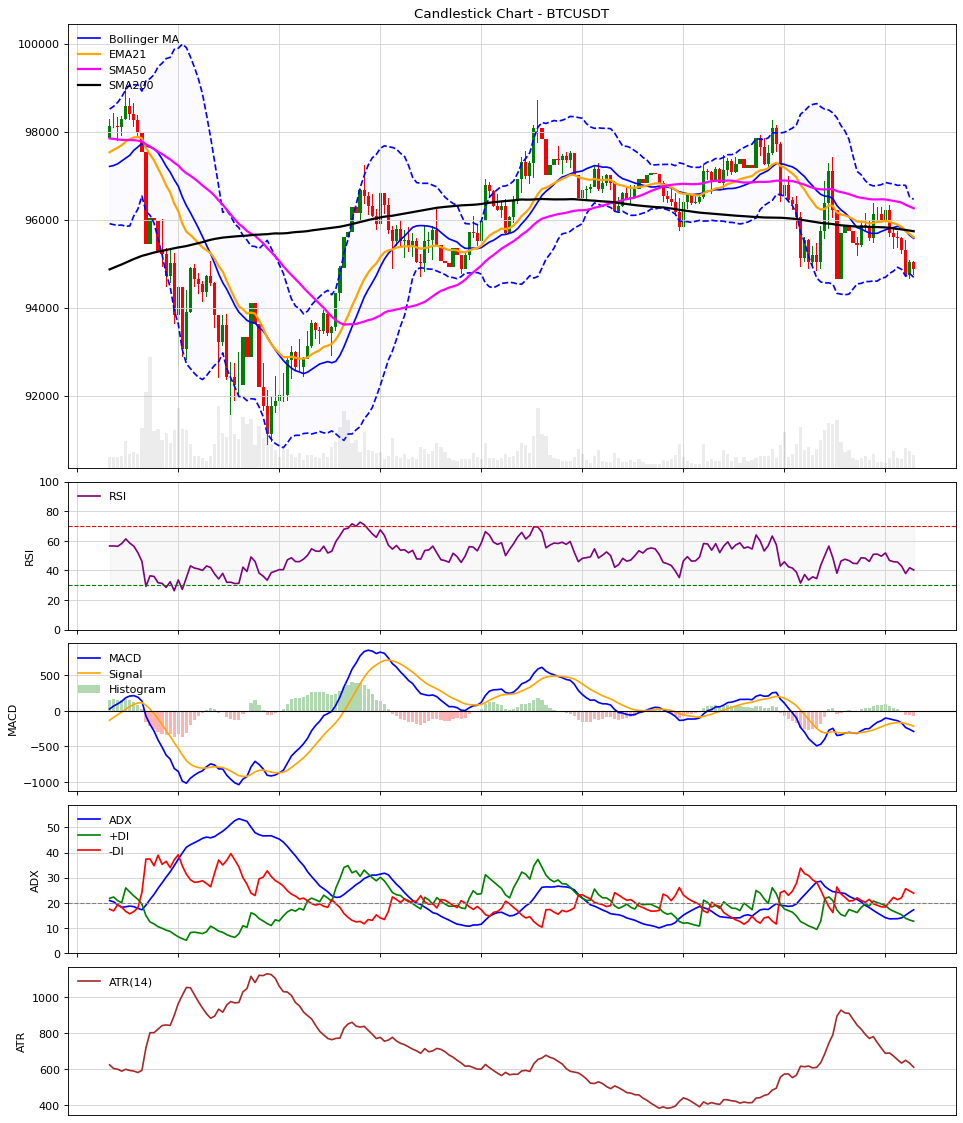 Candlestick Chart - BTCUSDT
Bollinger MA
EMA21
SMA50
SMA200
100000
98000
96000
94000
92000
RSI
RSI
100
80
60
40
20
0
MACD
Signal
Histogram
MACD
500
0
−500
−1000
ADX
+DI
-DI
ADX
50
40
30
20
10
0
ATR(14)
ATR
1000
800
600
400